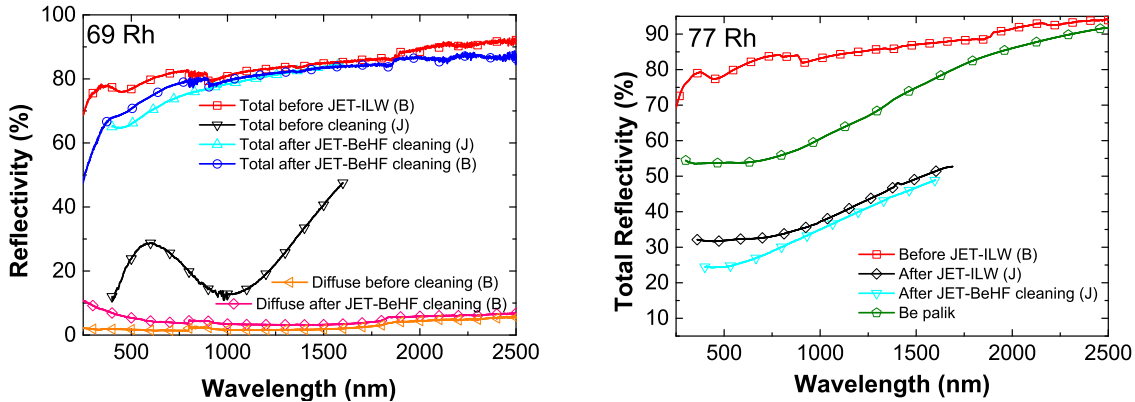 69 Rh
Reflectivity (%)
100
80
60
40
20
0
Total before JET-ILW (B)
Total before cleaning (J)
Total after JET-BeHF cleaning (J)
Total after JET-BeHF cleaning (B)
Diffuse before cleaning (B)
Diffuse after JET-BeHF cleaning (B)
500 1000 1500 2000 2500
Wavelength (nm)
77 Rh
Total Reflectivity (%)
90
80
70
60
50
40
30
20
10
Before JET-ILW (B)
After JET-ILW (J)
After JET-BeHF cleaning (J)
Be palik
500 1000 1500 2000 2500
Wavelength (nm)